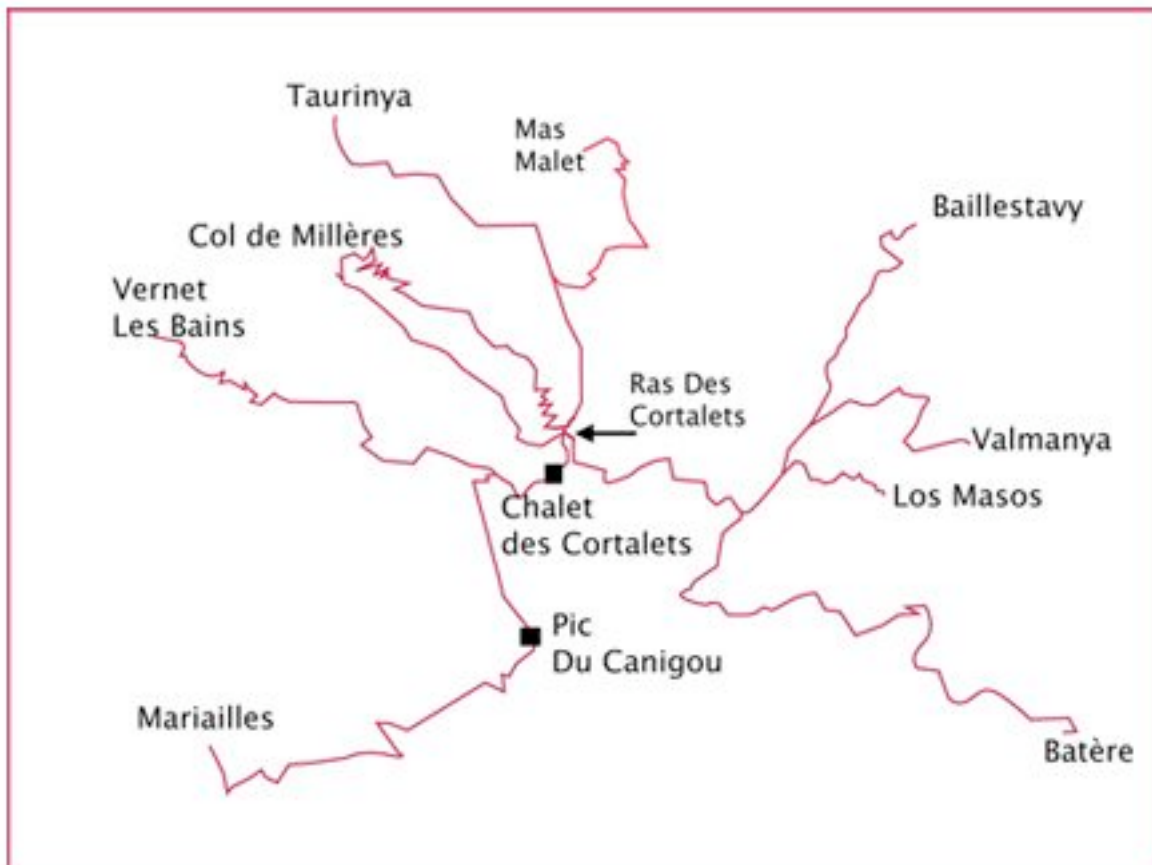 Taurinya
Mas
Malet
Baillestavy
Col de Millères
Vernet
Les Bains
Ras Des
Cortalets
Valmanya
Los Masos
Chalet
des Cortalets
Pic
Du Canigou
Mariailles
Batère